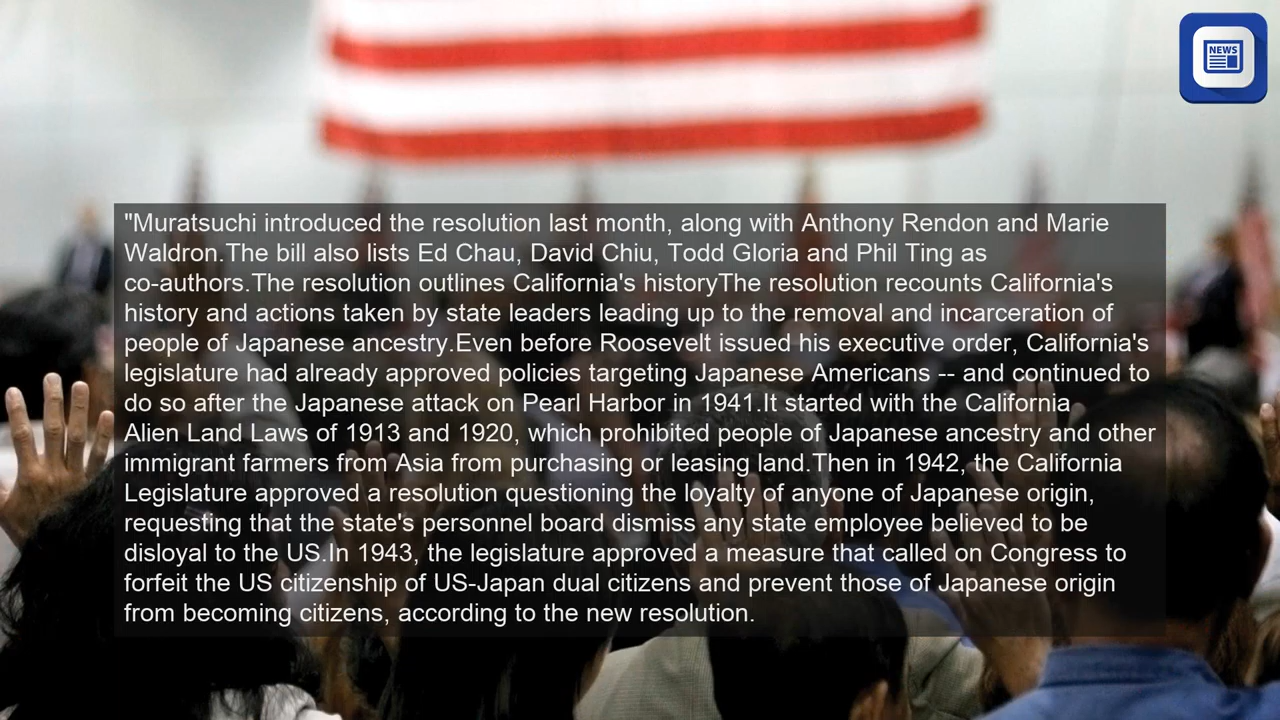 NEWS
"Muratsuchi introduced the resolution last month, along with Anthony Rendon and Marie
Waldron.The bill also lists Ed Chau, David Chiu, Todd Gloria and Phil Ting as
co-authors.The resolution outlines California's historyThe resolution recounts California's
history and actions taken by state leaders leading up to the removal and incarceration of
people of Japanese ancestry.Even before Roosevelt issued his executive order, California's
legislature had already approved policies targeting Japanese Americans -- and continued to
do so after the Japanese attack on Pearl Harbor in 1941.It started with the California
Alien Land Laws of 1913 and 1920, which prohibited people of Japanese ancestry and other
immigrant farmers from Asia from purchasing or leasing land.Then in 1942, the California
Legislature approved a resolution questioning the loyalty of anyone of Japanese origin,
requesting that the state's personnel board dismiss any state employee believed to be
disloyal to the US.In 1943, the legislature approved a measure that called on Congress to
forfeit the US citizenship of US-Japan dual citizens and prevent those of Japanese origin
from becoming citizens, according to the new resolution.